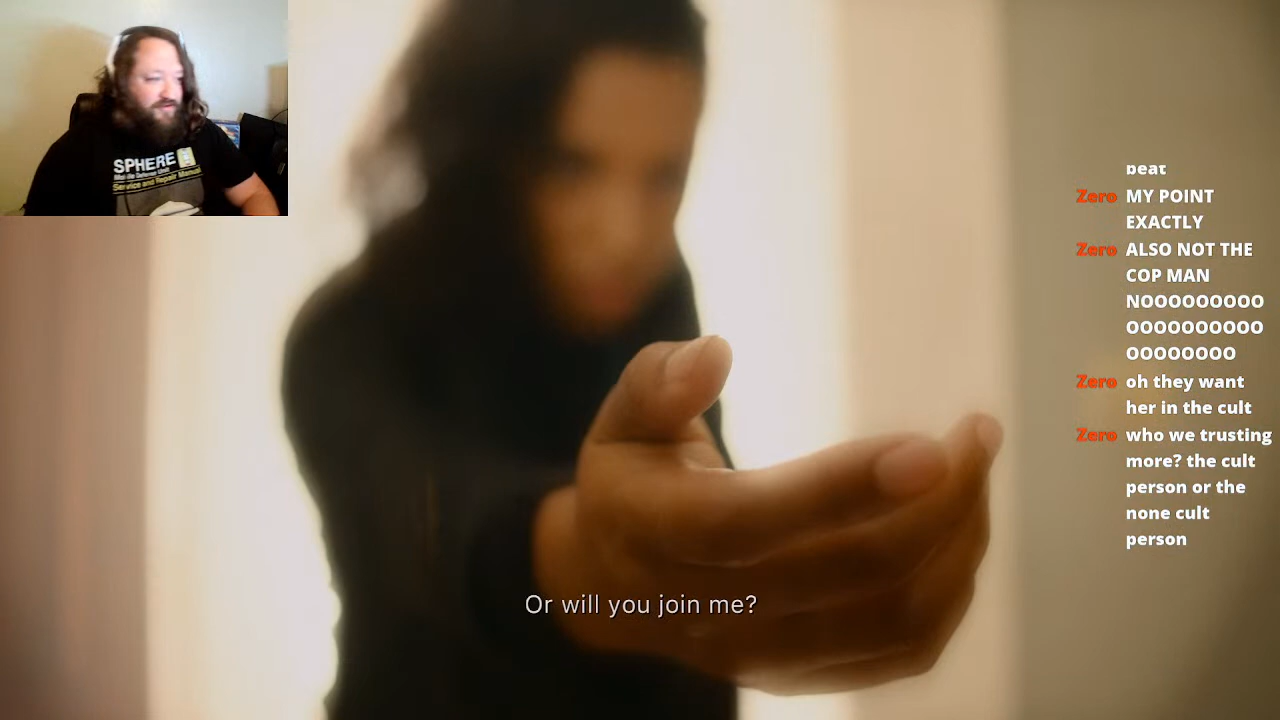 SPHERE
Service and Repair Manual
peat
Zero MY POINT
EXACTLY
Zero ALSO NOT THE
COP MAN
NOOOOOOOOO
OOOOOOOOOO
OOOOOOOO
Zero oh they want
her in the cult
Zero who we trusting
more? the cult
person or the
none cult
person
Or will you join me?